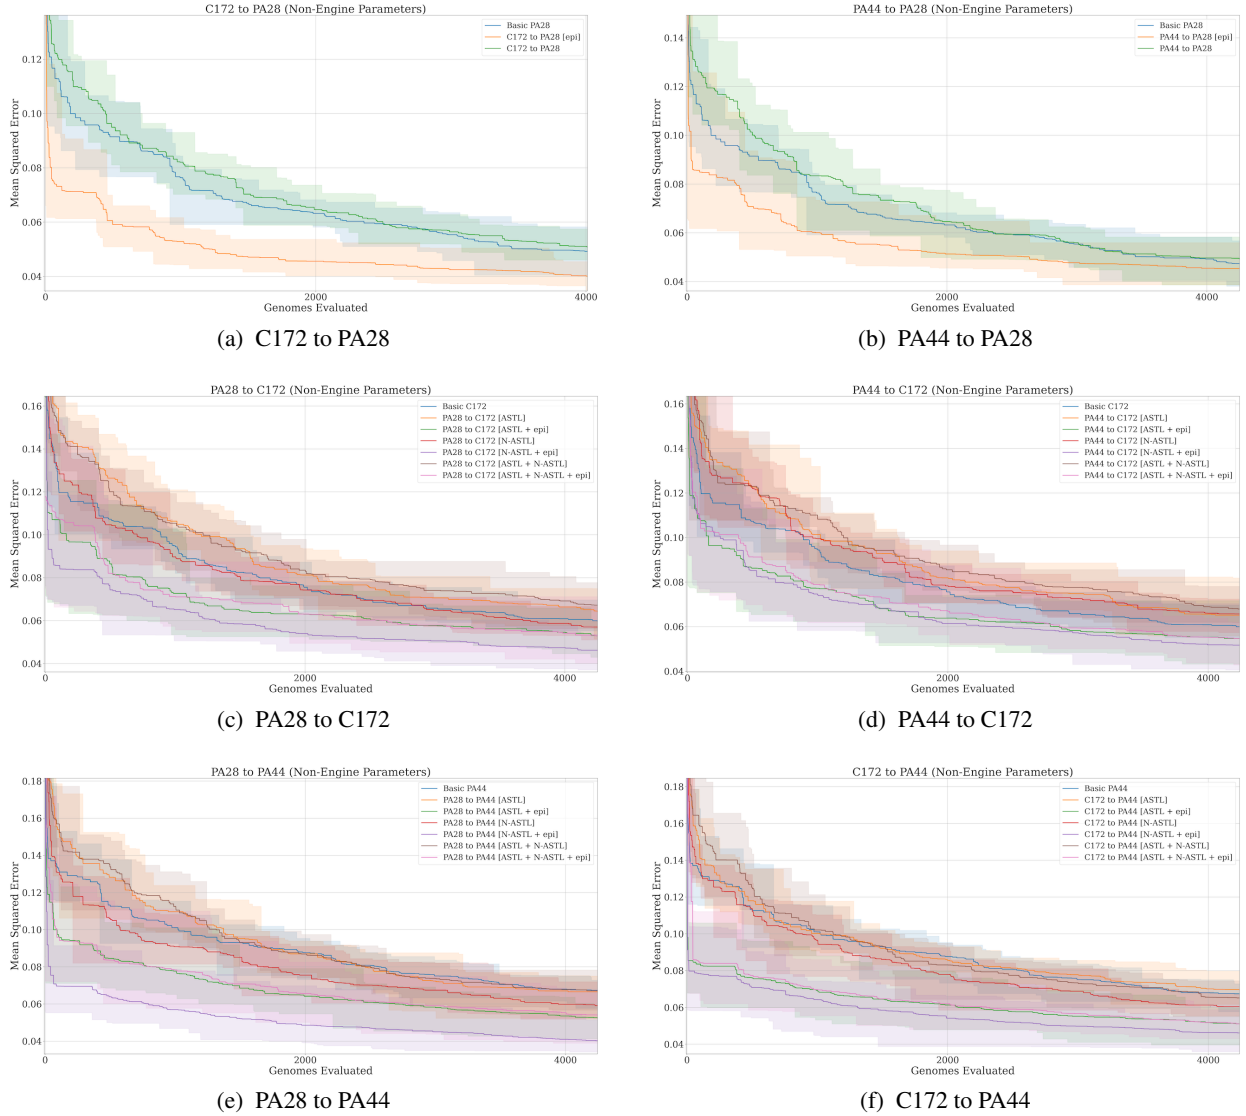 C172 to PA28 (Non-Engine Parameters)
Basic PA28
C172 to PA28 [epi]
C172 to PA28
0.12
0.10
0.08
0.06
0.04
Mean Squared Error
0
2000
4000
Genomes Evaluated
(a) C172 to PA28
PA44 to PA28 (Non-Engine Parameters)
Basic PA28
PA44 to PA28 [epi]
PA44 to PA28
0.14
0.12
0.10
0.08
0.06
0.04
Mean Squared Error
0
2000
4000
Genomes Evaluated
(b) PA44 to PA28
PA28 to C172 (Non-Engine Parameters)
Basic C172
PA28 to C172 [ASTL]
PA28 to C172 [ASTL + epi]
PA28 to C172 [N-ASTL]
PA28 to C172 [N-ASTL + epi]
PA28 to C172 [ASTL + N-ASTL]
PA28 to C172 [ASTL + N-ASTL + epi]
0.16
0.14
0.12
0.10
0.08
0.06
0.04
Mean Squared Error
0
2000
4000
Genomes Evaluated
(c) PA28 to C172
PA44 to C172 (Non-Engine Parameters)
Basic C172
PA44 to C172 [ASTL]
PA44 to C172 [ASTL + epi]
PA44 to C172 [N-ASTL]
PA44 to C172 [N-ASTL + epi]
PA44 to C172 [ASTL + N-ASTL]
PA44 to C172 [ASTL + N-ASTL + epi]
0.16
0.14
0.12
0.10
0.08
0.06
0.04
Mean Squared Error
0
2000
4000
Genomes Evaluated
(d) PA44 to C172
PA28 to PA44 (Non-Engine Parameters)
Basic PA44
PA28 to PA44 [ASTL]
PA28 to PA44 [ASTL + epi]
PA28 to PA44 [N-ASTL]
PA28 to PA44 [N-ASTL + epi]
PA28 to PA44 [ASTL + N-ASTL]
PA28 to PA44 [ASTL + N-ASTL + epi]
0.18
0.16
0.14
0.12
0.10
0.08
0.06
0.04
Mean Squared Error
0
2000
4000
Genomes Evaluated
(e) PA28 to PA44
C172 to PA44 (Non-Engine Parameters)
Basic PA44
C172 to PA44 [ASTL]
C172 to PA44 [ASTL + epi]
C172 to PA44 [N-ASTL]
C172 to PA44 [N-ASTL + epi]
C172 to PA44 [ASTL + N-ASTL]
C172 to PA44 [ASTL + N-ASTL + epi]
0.18
0.16
0.14
0.12
0.10
0.08
0.06
0.04
Mean Squared Error
0
2000
4000
Genomes Evaluated
(f) C172 to PA44